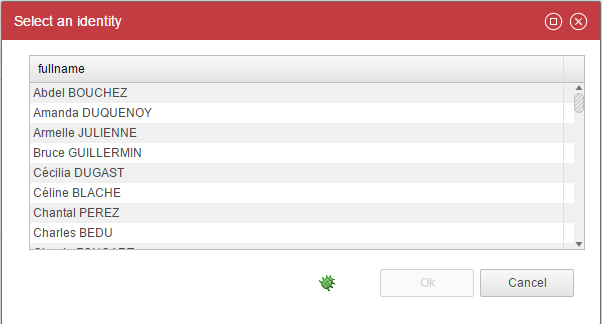 Select an identity
fullname
Abdel BOUCHEZ
Amanda DUQUENOY
Armelle JULIENNE
Bruce GUILLERMIN
Cécilia DUGAST
Céline BLACHE
Chantal PEREZ
Charles BEDU
Ok
Cancel